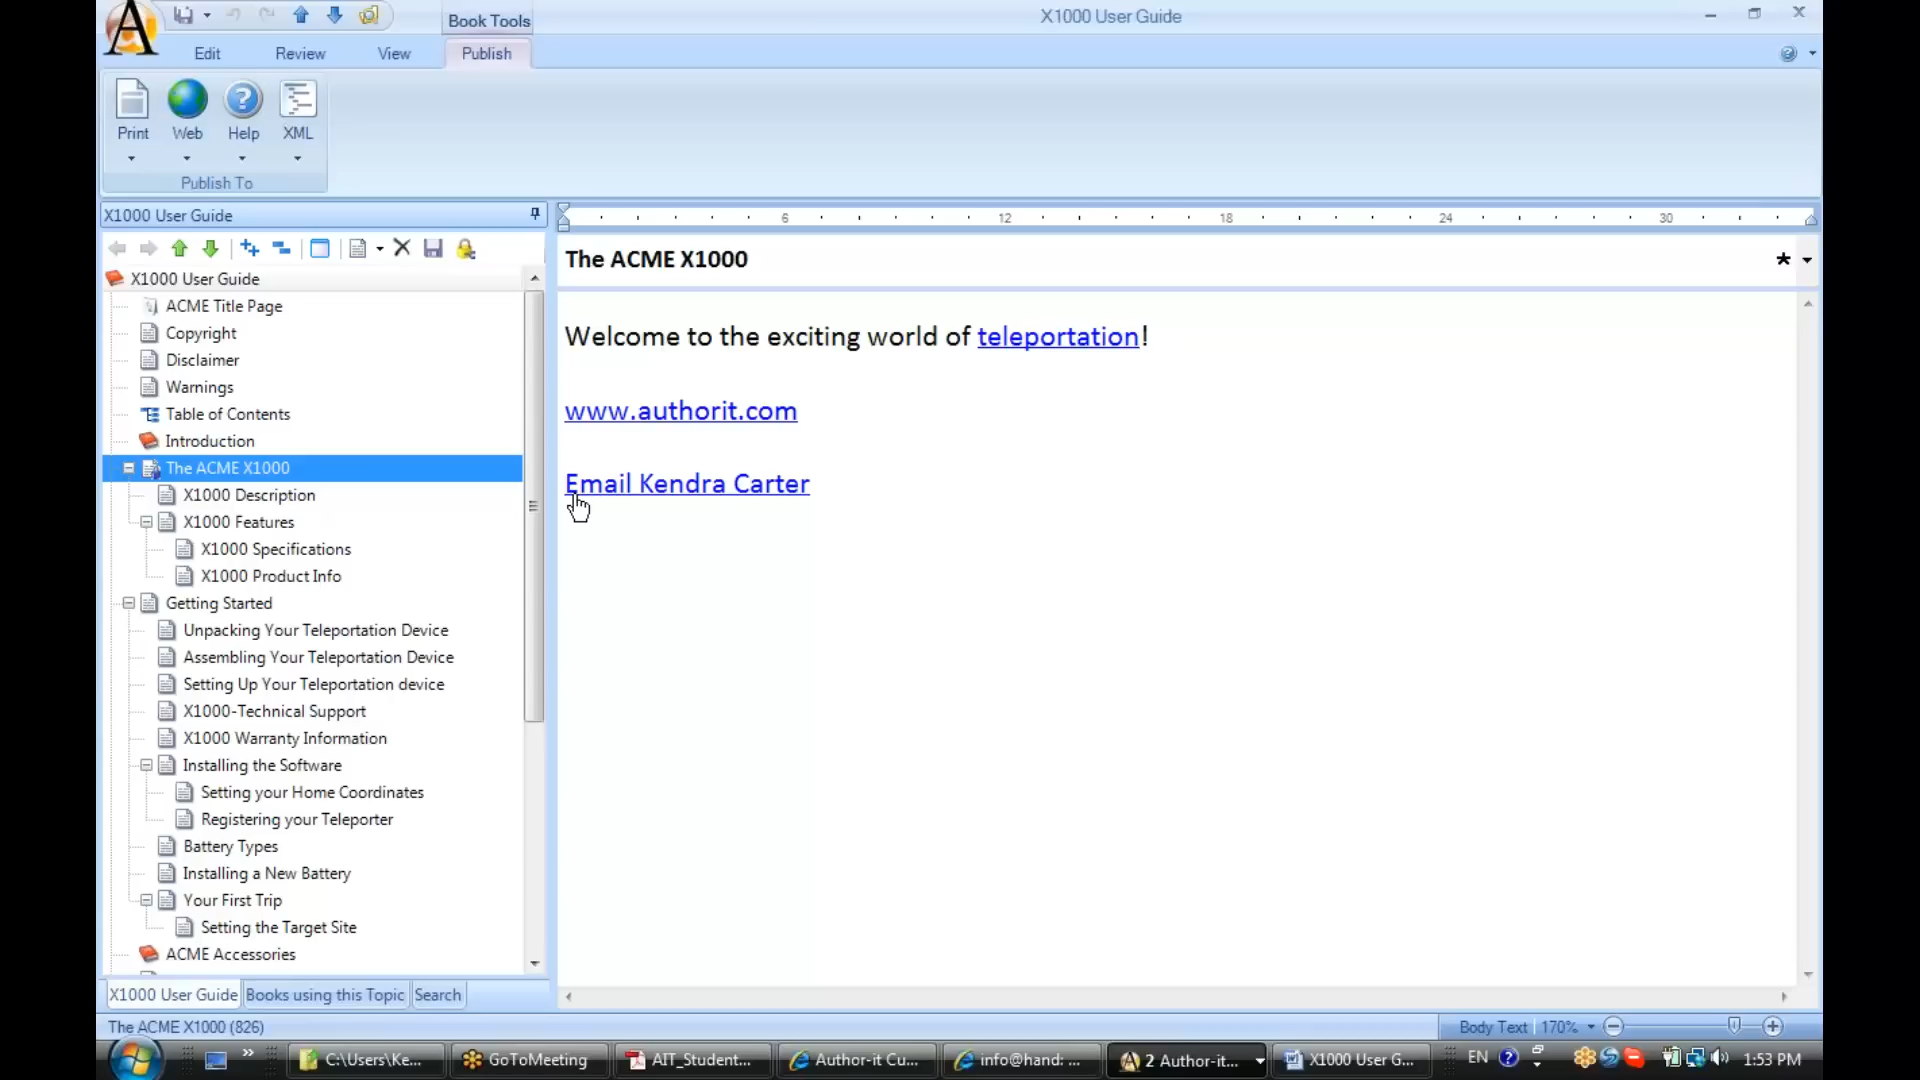 Book Tools
X1000 User Guide
Edit
Review
View
Publish
Print
Web
Help
XML
Publish To
X1000 User Guide
6 12 18 24 30
The ACME X1000
*
X1000 User Guide
ACME Title Page
Copyright
Disclaimer
Warnings
Table of Contents
Introduction
The ACME X1000
X1000 Description
X1000 Features
X1000 Specifications
X1000 Product Info
Getting Started
Unpacking Your Teleportation Device
Assembling Your Teleportation Device
Setting Up Your Teleportation device
X1000-Technical Support
X1000 Warranty Information
Installing the Software
Setting your Home Coordinates
Registering your Teleporter
Battery Types
Installing a New Battery
Your First Trip
Setting the Target Site
ACME Accessories
Welcome to the exciting world of teleportation!
www.authorit.com
Email Kendra Carter
X1000 User Guide
Books using this Topic
Search
The ACME X1000 (826)
Body Text
170%
C:\Users\Ke...
GoToMeeting
AIT_Student...
Author-it Cu...
info@hand: ...
2 Author-it...
X1000 User G...
EN
1:53 PM